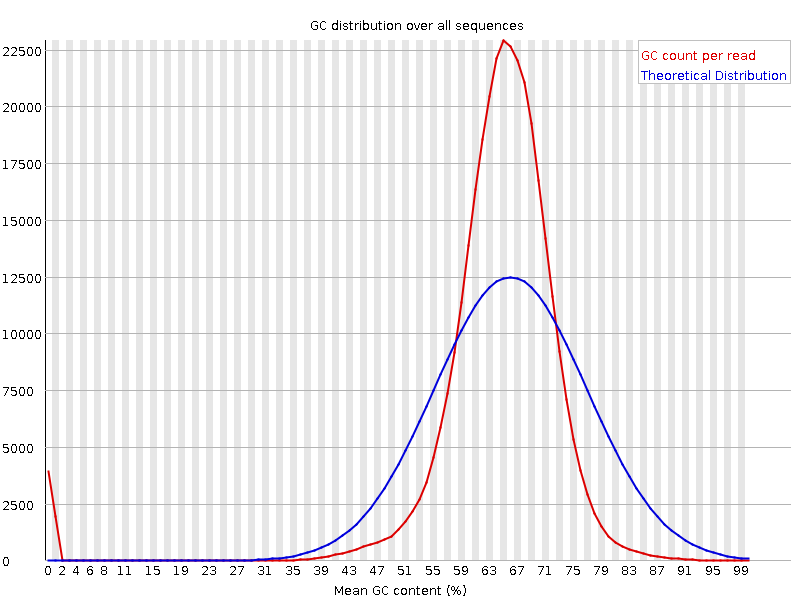 GC distribution over all sequences
GC count per read
Theoretical Distribution
22500
20000
17500
15000
12500
10000
7500
5000
2500
0
0 2 4 6 8 11 15 19 23 27 31 35 39 43 47 51 55 59 63 67 71 75 79 83 87 91 95 99
Mean GC content (%)